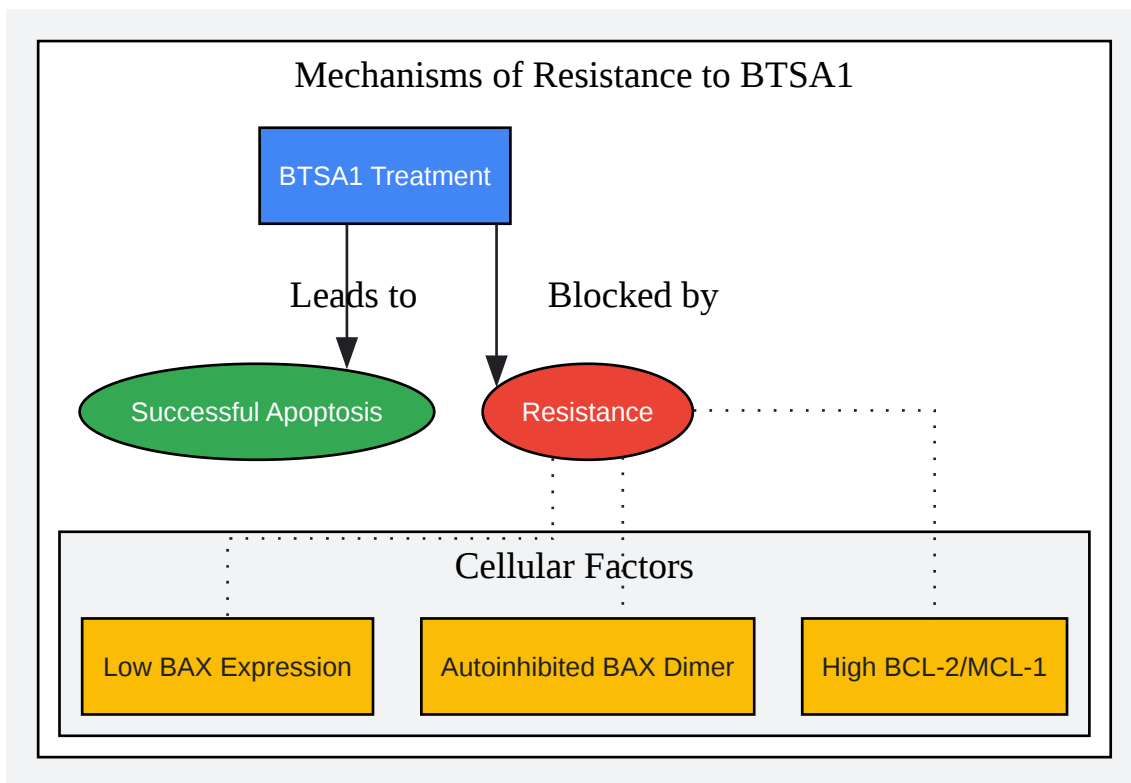 Mechanisms of Resistance to BTSA1
BTSA1 Treatment
Leads to
Blocked by
Successful Apoptosis
Resistance
Cellular Factors
Low BAX Expression
Autoinhibited BAX Dimer
High BCL-2/MCL-1